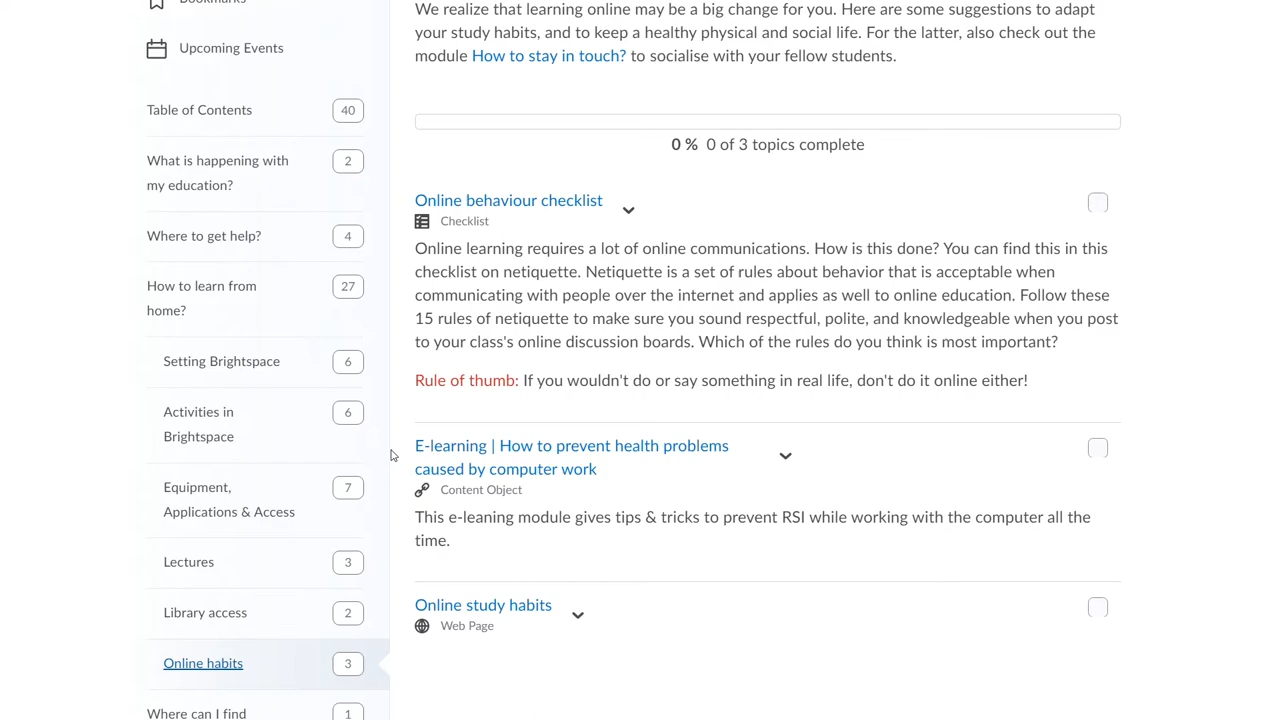 Bookmarks
Upcoming Events
Table of Contents
40
What is happening with
my education?
2
Where to get help?
4
How to learn from
home?
27
Setting Brightspace
6
Activities in
Brightspace
6
Equipment,
Applications & Access
7
Lectures
3
Library access
2
Online habits
3
Where can I find
1
We realize that learning online may be a big change for you. Here are some suggestions to adapt
your study habits, and to keep a healthy physical and social life. For the latter, also check out the
module How to stay in touch? to socialise with your fellow students.
0 % 0 of 3 topics complete
Online behaviour checklist
Checklist
Online learning requires a lot of online communications. How is this done? You can find this in this
checklist on netiquette. Netiquette is a set of rules about behavior that is acceptable when
communicating with people over the internet and applies as well to online education. Follow these
15 rules of netiquette to make sure you sound respectful, polite, and knowledgeable when you post
to your class's online discussion boards. Which of the rules do you think is most important?
Rule of thumb: If you wouldn't do or say something in real life, don't do it online either!
E-learning | How to prevent health problems
caused by computer work
Content Object
This e-leaning module gives tips & tricks to prevent RSI while working with the computer all the
time.
Online study habits
Web Page